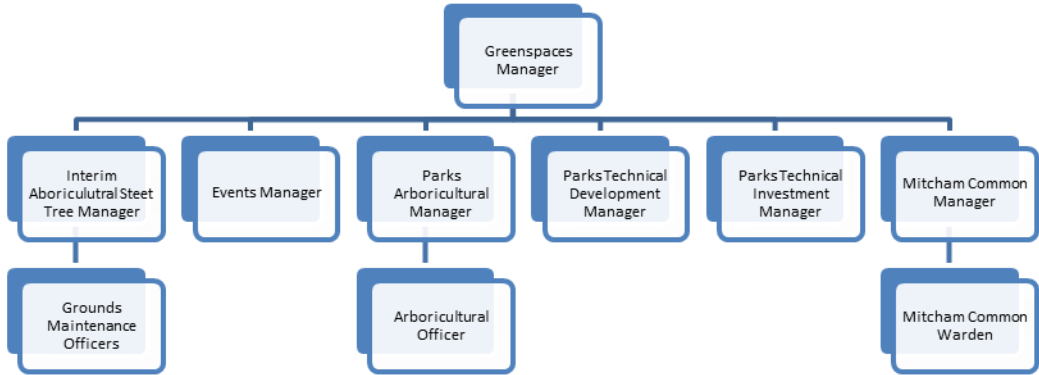 Greenspaces
Manager
Interim
Aboriculutral Steet
Tree Manager
Events Manager
Parks
Arboricultural
Manager
Parks Technical
Development
Manager
Parks Technical
Investment
Manager
Mitcham Common
Manager
Grounds
Maintenance
Officers
Arboricultural
Officer
Mitcham Common
Warden